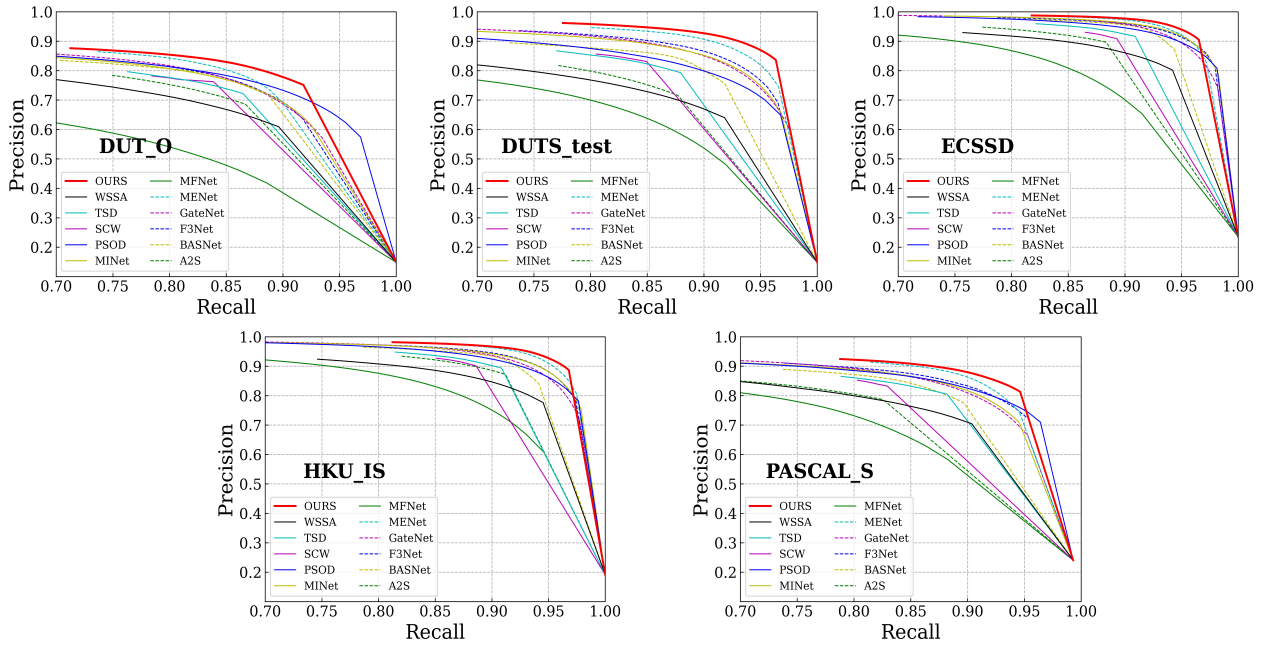 1.0
0.9
0.8
0.7
0.6
0.5
0.4
0.3
0.2
Precision
DUT_O
OURS MFNet
WSSA MENet
TSD GateNet
SCW F3Net
PSOD BASNet
MINet A2S
0.70 0.75 0.80 0.85 0.90 0.95 1.00
Recall
1.0
0.9
0.8
0.7
0.6
0.5
0.4
0.3
0.2
Precision
DUTS_test
OURS MFNet
WSSA MENet
TSD GateNet
SCW F3Net
PSOD BASNet
MINet A2S
0.70 0.75 0.80 0.85 0.90 0.95 1.00
Recall
1.0
0.9
0.8
0.7
0.6
0.5
0.4
0.3
0.2
Precision
ECSSD
OURS MFNet
WSSA MENet
TSD GateNet
SCW F3Net
PSOD BASNet
MINet A2S
0.70 0.75 0.80 0.85 0.90 0.95 1.00
Recall
1.0
0.9
0.8
0.7
0.6
0.5
0.4
0.3
0.2
Precision
HKU_IS
OURS MFNet
WSSA MENet
TSD GateNet
SCW F3Net
PSOD BASNet
MINet A2S
0.70 0.75 0.80 0.85 0.90 0.95 1.00
Recall
1.0
0.9
0.8
0.7
0.6
0.5
0.4
0.3
0.2
Precision
PASCAL_S
OURS MFNet
WSSA MENet
TSD GateNet
SCW F3Net
PSOD BASNet
MINet A2S
0.70 0.75 0.80 0.85 0.90 0.95 1.00
Recall